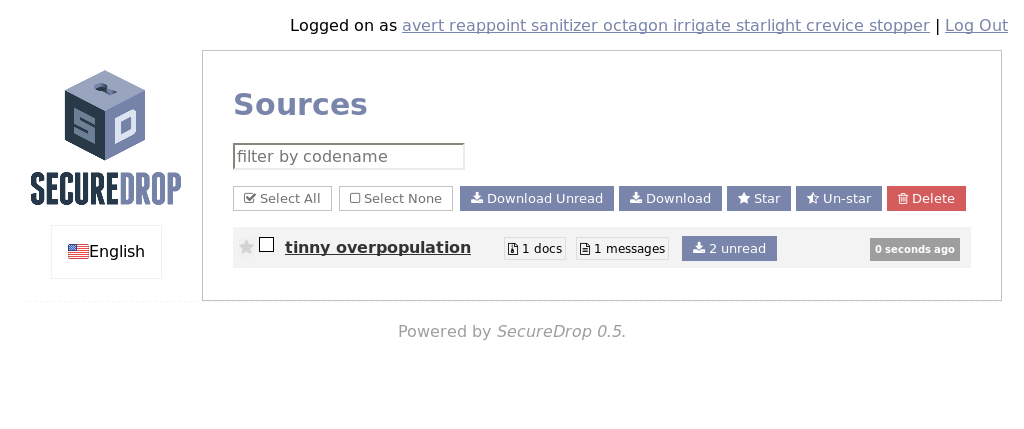 Logged on as avert reappoint sanitizer octagon irrigate starlight crevice stopper | Log Out
SD
SECUREDROP
English
Sources
filter by codename
Select All Select None Download Unread Download Star Un-star Delete
tinny overpopulation 1 docs 1 messages 2 unread 0 seconds ago
Powered by SecureDrop 0.5.